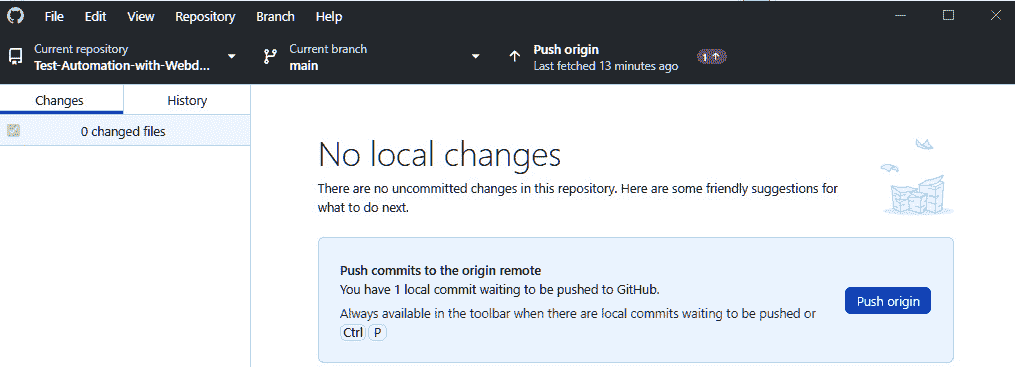 File Edit View Repository Branch Help
Current repository
Test-Automation-with-Webd...
Current branch
main
Push origin
Last fetched 13 minutes ago
1
Changes
History
0 changed files
No local changes
There are no uncommitted changes in this repository. Here are some friendly suggestions for
what to do next.
Push commits to the origin remote
You have 1 local commit waiting to be pushed to GitHub.
Always available in the toolbar when there are local commits waiting to be pushed or
Ctrl P
Push origin